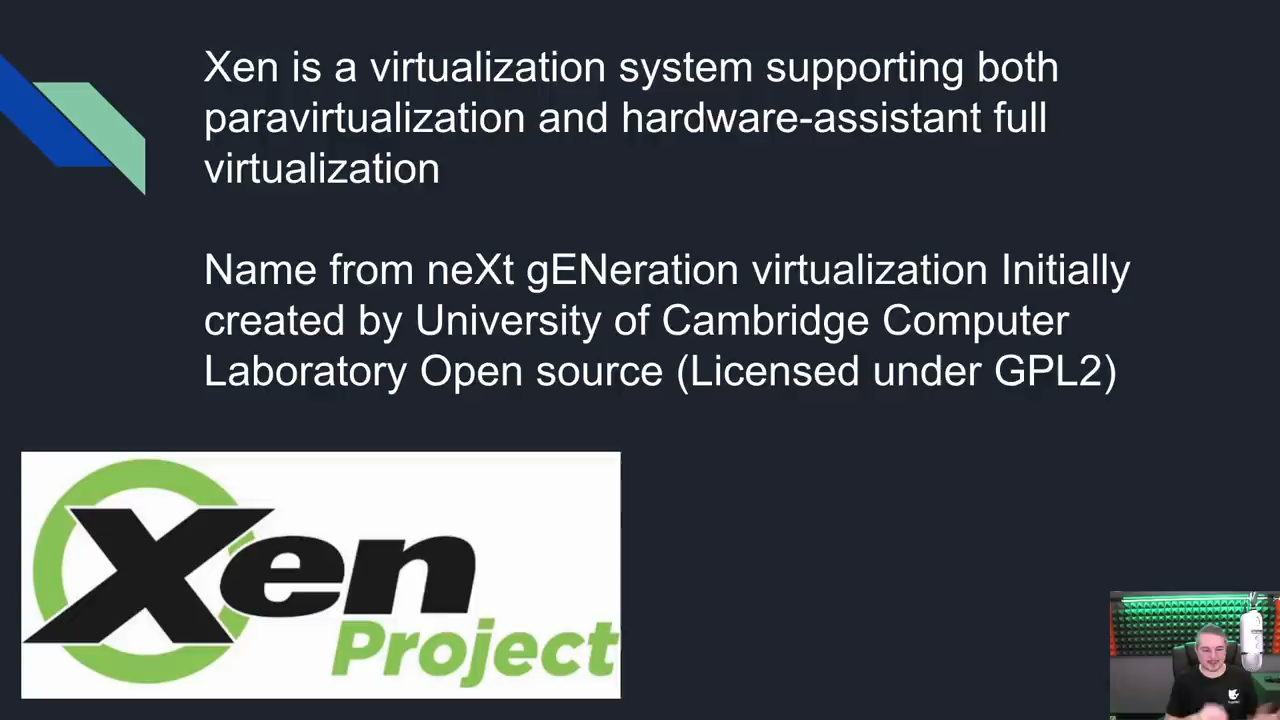 Xen is a virtualization system supporting both
paravirtualization and hardware-assistant full
virtualization
Name from neXt gENeration virtualization Initially
created by University of Cambridge Computer
Laboratory Open source (Licensed under GPL2)
Xen
Project